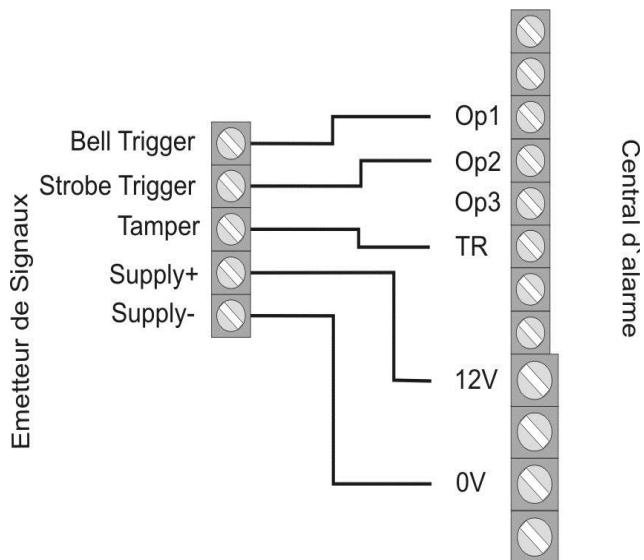 Emetteur de Signaux
Bell Trigger
Strobe Trigger
Tamper
Supply+
Supply-
Op1
Op2
Op3
TR
12V
0V
Central d`alarme